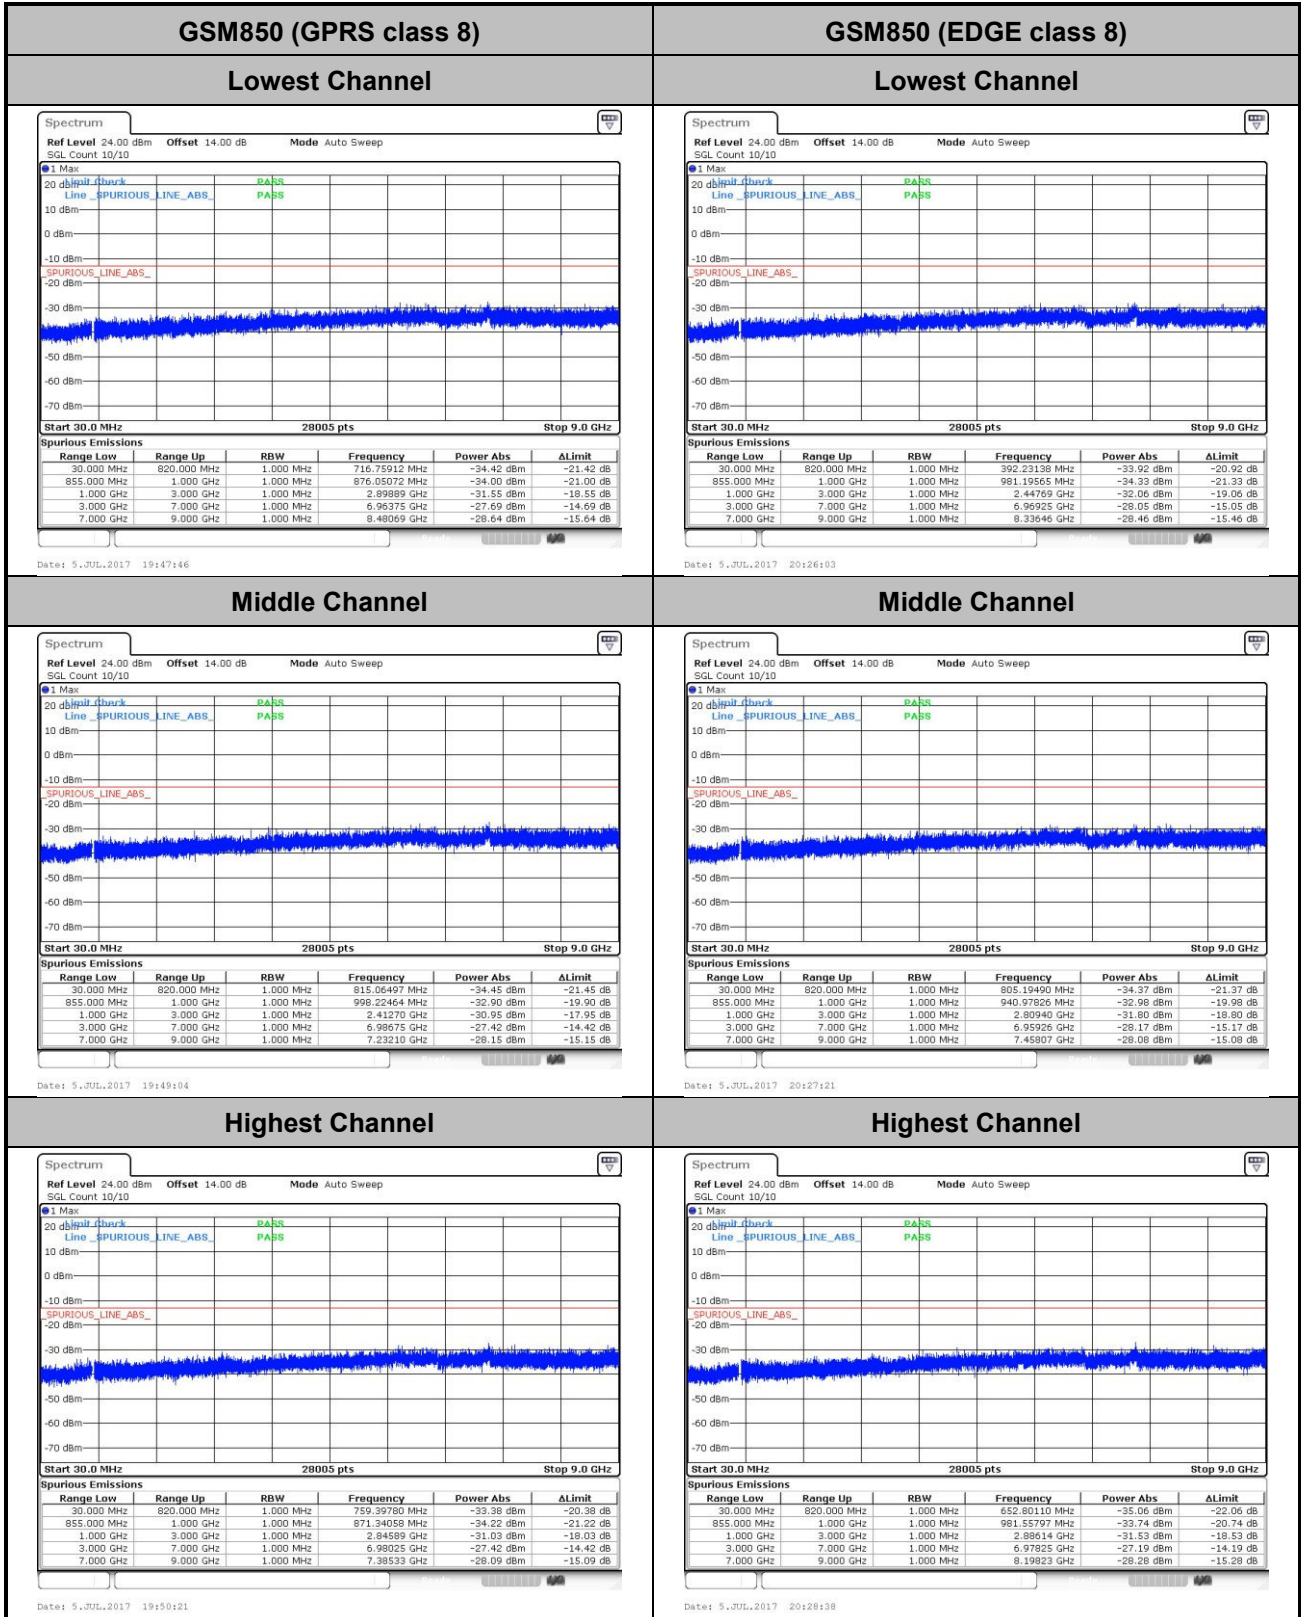 GSM850 (GPRS class 8) GSM850 (EDGE class 8)
Lowest Channel Lowest Channel
Spectrum
Ref Level 24.00 dBm Offset 14.00 dB Mode Auto Sweep
SGL Count 10/10
1 Max
20 dBm Limit Check PASS
Line _SPURIOUS_LINE_ABS_ PASS
10 dBm
0 dBm
-10 dBm
_SPURIOUS_LINE_ABS_
-20 dBm
-30 dBm
-50 dBm
-60 dBm
-70 dBm
Start 30.0 MHz 28005 pts Stop 9.0 GHz
Spurious Emissions
Range Low Range Up RBW Frequency Power Abs ΔLimit
30.000 MHz 820.000 MHz 1.000 MHz 716.75912 MHz -34.42 dBm -21.42 dB
855.000 MHz 1.000 GHz 1.000 MHz 876.05072 MHz -34.00 dBm -21.00 dB
1.000 GHz 3.000 GHz 1.000 MHz 2.89889 GHz -31.55 dBm -18.55 dB
3.000 GHz 7.000 GHz 1.000 MHz 6.96375 GHz -27.69 dBm -14.69 dB
7.000 GHz 9.000 GHz 1.000 MHz 8.48069 GHz -28.64 dBm -15.64 dB
Date: 5.JUL.2017 19:47:46
Spectrum
Ref Level 24.00 dBm Offset 14.00 dB Mode Auto Sweep
SGL Count 10/10
1 Max
20 dBm Limit Check PASS
Line _SPURIOUS_LINE_ABS_ PASS
10 dBm
0 dBm
-10 dBm
_SPURIOUS_LINE_ABS_
-20 dBm
-30 dBm
-50 dBm
-60 dBm
-70 dBm
Start 30.0 MHz 28005 pts Stop 9.0 GHz
Spurious Emissions
Range Low Range Up RBW Frequency Power Abs ΔLimit
30.000 MHz 820.000 MHz 1.000 MHz 392.23138 MHz -33.92 dBm -20.92 dB
855.000 MHz 1.000 GHz 1.000 MHz 981.19565 MHz -34.33 dBm -21.33 dB
1.000 GHz 3.000 GHz 1.000 MHz 2.44769 GHz -32.06 dBm -19.06 dB
3.000 GHz 7.000 GHz 1.000 MHz 6.96925 GHz -28.05 dBm -15.05 dB
7.000 GHz 9.000 GHz 1.000 MHz 8.33646 GHz -28.46 dBm -15.46 dB
Date: 5.JUL.2017 20:26:03
Middle Channel Middle Channel
Spectrum
Ref Level 24.00 dBm Offset 14.00 dB Mode Auto Sweep
SGL Count 10/10
1 Max
20 dBm Limit Check PASS
Line _SPURIOUS_LINE_ABS_ PASS
10 dBm
0 dBm
-10 dBm
_SPURIOUS_LINE_ABS_
-20 dBm
-30 dBm
-50 dBm
-60 dBm
-70 dBm
Start 30.0 MHz 28005 pts Stop 9.0 GHz
Spurious Emissions
Range Low Range Up RBW Frequency Power Abs ΔLimit
30.000 MHz 820.000 MHz 1.000 MHz 815.06497 MHz -34.45 dBm -21.45 dB
855.000 MHz 1.000 GHz 1.000 MHz 998.22464 MHz -32.90 dBm -19.90 dB
1.000 GHz 3.000 GHz 1.000 MHz 2.41270 GHz -30.95 dBm -17.95 dB
3.000 GHz 7.000 GHz 1.000 MHz 6.98675 GHz -27.42 dBm -14.42 dB
7.000 GHz 9.000 GHz 1.000 MHz 7.23210 GHz -28.15 dBm -15.15 dB
Date: 5.JUL.2017 19:49:04
Spectrum
Ref Level 24.00 dBm Offset 14.00 dB Mode Auto Sweep
SGL Count 10/10
1 Max
20 dBm Limit Check PASS
Line _SPURIOUS_LINE_ABS_ PASS
10 dBm
0 dBm
-10 dBm
_SPURIOUS_LINE_ABS_
-20 dBm
-30 dBm
-50 dBm
-60 dBm
-70 dBm
Start 30.0 MHz 28005 pts Stop 9.0 GHz
Spurious Emissions
Range Low Range Up RBW Frequency Power Abs ΔLimit
30.000 MHz 820.000 MHz 1.000 MHz 805.19490 MHz -34.37 dBm -21.37 dB
855.000 MHz 1.000 GHz 1.000 MHz 940.97826 MHz -32.98 dBm -19.98 dB
1.000 GHz 3.000 GHz 1.000 MHz 2.80940 GHz -31.80 dBm -18.80 dB
3.000 GHz 7.000 GHz 1.000 MHz 6.95926 GHz -28.17 dBm -15.17 dB
7.000 GHz 9.000 GHz 1.000 MHz 7.45807 GHz -28.08 dBm -15.08 dB
Date: 5.JUL.2017 20:27:21
Highest Channel Highest Channel
Spectrum
Ref Level 24.00 dBm Offset 14.00 dB Mode Auto Sweep
SGL Count 10/10
1 Max
20 dBm Limit Check PASS
Line _SPURIOUS_LINE_ABS_ PASS
10 dBm
0 dBm
-10 dBm
_SPURIOUS_LINE_ABS_
-20 dBm
-30 dBm
-50 dBm
-60 dBm
-70 dBm
Start 30.0 MHz 28005 pts Stop 9.0 GHz
Spurious Emissions
Range Low Range Up RBW Frequency Power Abs ΔLimit
30.000 MHz 820.000 MHz 1.000 MHz 759.39780 MHz -33.38 dBm -20.38 dB
855.000 MHz 1.000 GHz 1.000 MHz 871.34058 MHz -34.22 dBm -21.22 dB
1.000 GHz 3.000 GHz 1.000 MHz 2.84589 GHz -31.03 dBm -18.03 dB
3.000 GHz 7.000 GHz 1.000 MHz 6.98025 GHz -27.42 dBm -14.42 dB
7.000 GHz 9.000 GHz 1.000 MHz 7.38533 GHz -28.09 dBm -15.09 dB
Date: 5.JUL.2017 19:50:21
Spectrum
Ref Level 24.00 dBm Offset 14.00 dB Mode Auto Sweep
SGL Count 10/10
1 Max
20 dBm Limit Check PASS
Line _SPURIOUS_LINE_ABS_ PASS
10 dBm
0 dBm
-10 dBm
_SPURIOUS_LINE_ABS_
-20 dBm
-30 dBm
-50 dBm
-60 dBm
-70 dBm
Start 30.0 MHz 28005 pts Stop 9.0 GHz
Spurious Emissions
Range Low Range Up RBW Frequency Power Abs ΔLimit
30.000 MHz 820.000 MHz 1.000 MHz 652.80110 MHz -35.06 dBm -22.06 dB
855.000 MHz 1.000 GHz 1.000 MHz 981.55797 MHz -33.74 dBm -20.74 dB
1.000 GHz 3.000 GHz 1.000 MHz 2.88614 GHz -31.53 dBm -18.53 dB
3.000 GHz 7.000 GHz 1.000 MHz 6.97825 GHz -27.19 dBm -14.19 dB
7.000 GHz 9.000 GHz 1.000 MHz 8.19823 GHz -28.28 dBm -15.28 dB
Date: 5.JUL.2017 20:28:38